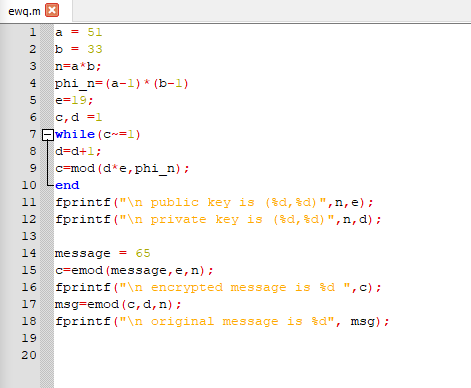 ewq.m
1 a = 51
2 b = 33
3 n=a*b;
4 phi_n=(a-1)*(b-1)
5 e=19;
6 c,d =1
7 while(c~=1)
8 d=d+1;
9 c=mod(d*e,phi_n);
10 end
11 fprintf("\n public key is (%d,%d)",n,e);
12 fprintf("\n private key is (%d,%d)",n,d);
13
14 message = 65
15 c=emod(message,e,n);
16 fprintf("\n encrypted message is %d ",c);
17 msg=emod(c,d,n);
18 fprintf("\n original message is %d", msg);
19
20